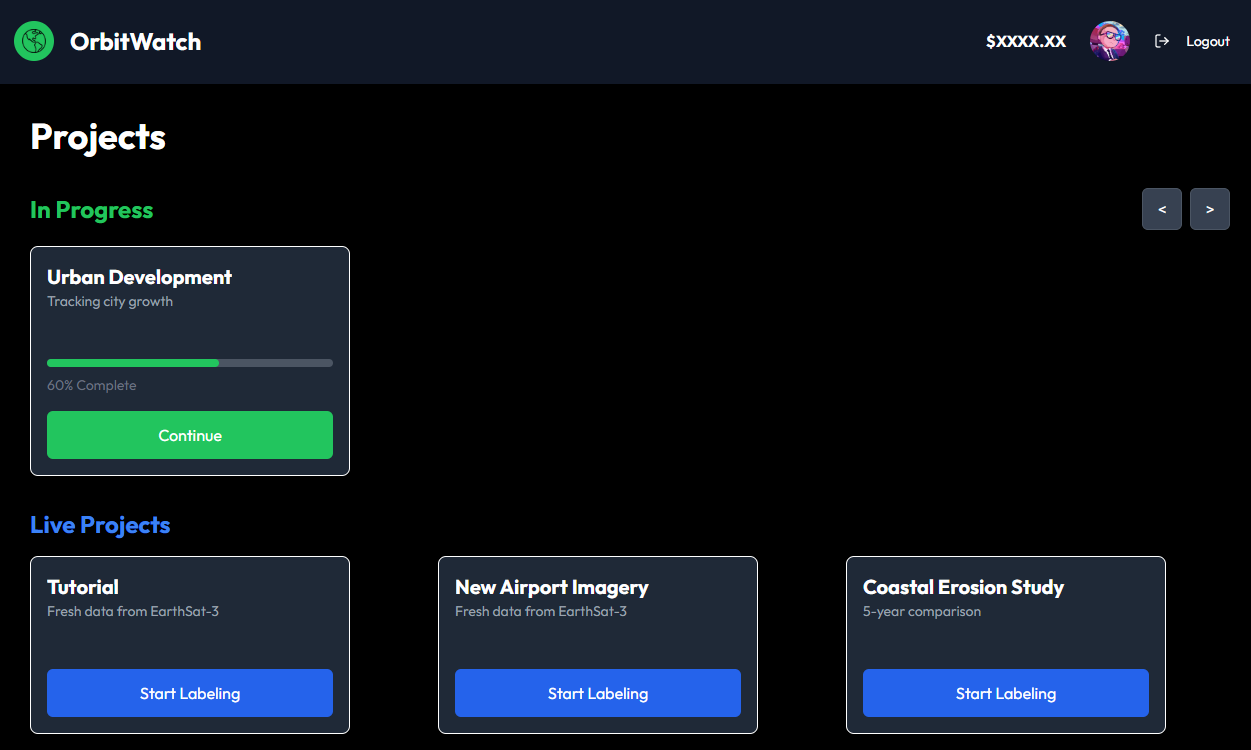 OrbitWatch
$XXXX.XX
Logout
Projects
In Progress
<
>
Urban Development
Tracking city growth
60% Complete
Continue
Live Projects
Tutorial
Fresh data from EarthSat-3
Start Labeling
New Airport Imagery
Fresh data from EarthSat-3
Start Labeling
Coastal Erosion Study
5-year comparison
Start Labeling